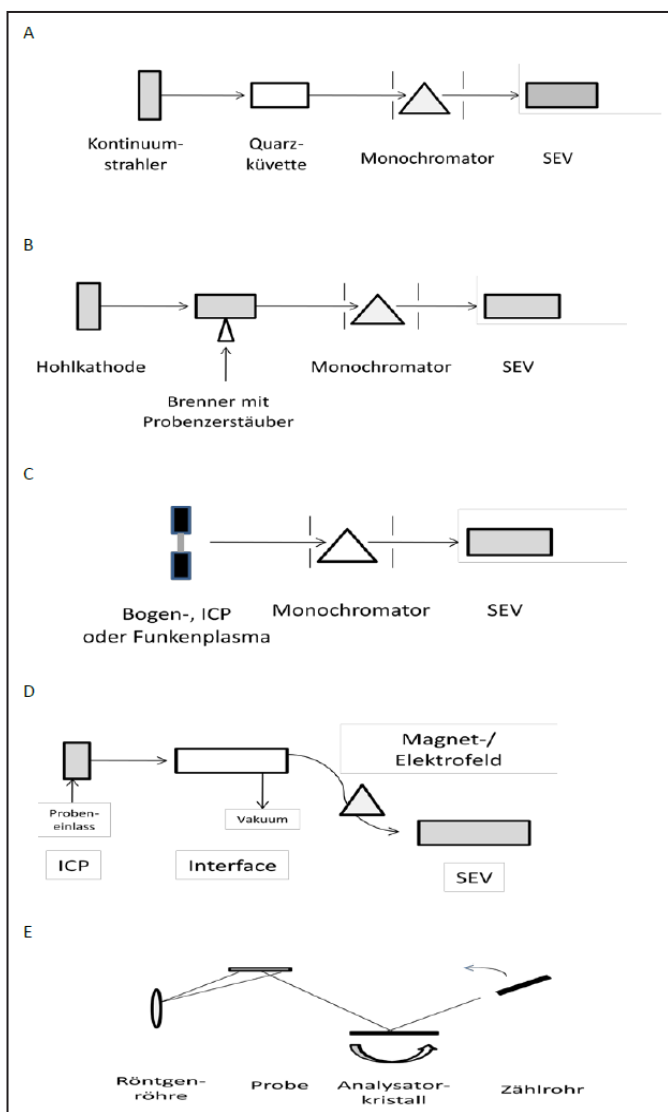 A
Kontinuum-
strahler
Quarz-
küvette
Monochromator
SEV
B
Hohlkathode
Brenner mit
Probenzerstäuber
Monochromator
SEV
C
Bogen-, ICP
oder Funkenplasma
Monochromator
SEV
D
Magnet-/
Elektrofeld
Proben-
einlass
Vakuum
ICP
Interface
SEV
E
Röntgen-
röhre
Probe
Analysator-
kristall
Zählrohr